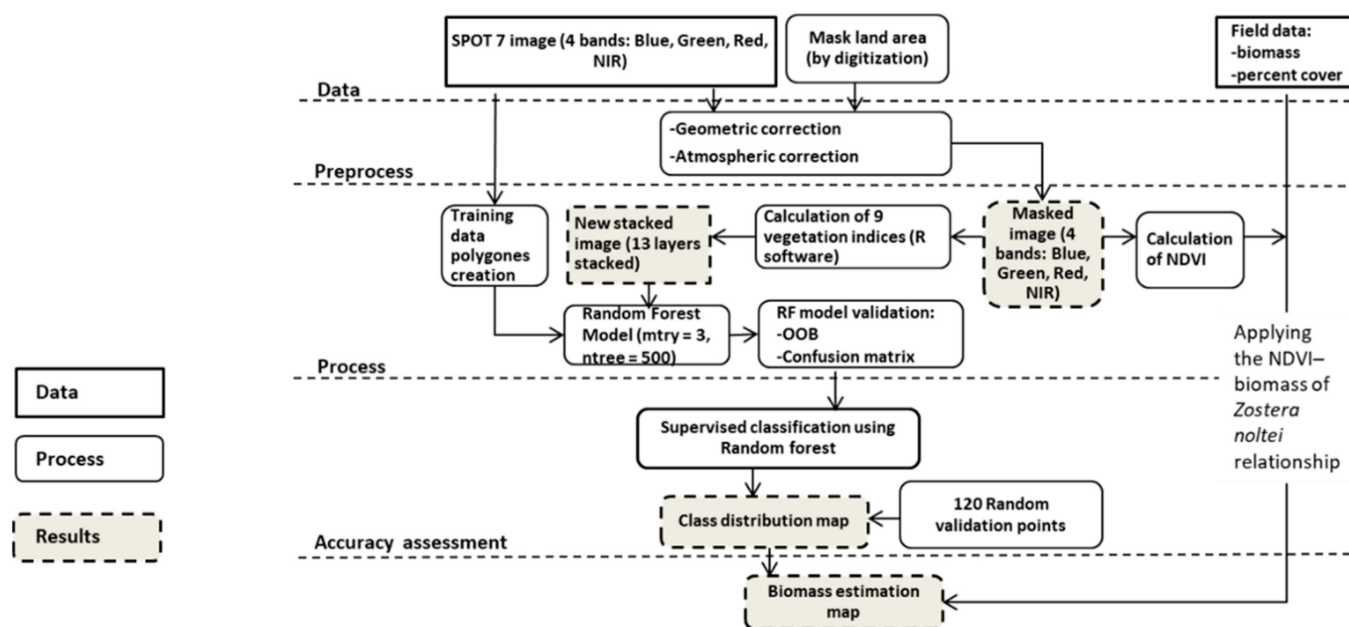 SPOT 7 image (4 bands: Blue, Green, Red,
NIR)
Mask land area
(by digitization)
Field data:
-biomass
-percent cover
Data
-Geometric correction
-Atmospheric correction
Preprocess
Training
data
polygones
creation
New stacked
image (13 layers
stacked)
Calculation of 9
vegetation indices (R
software)
Masked
image (4
bands: Blue,
Green, Red,
NIR)
Calculation
of NDVI
Random Forest
Model (mtry = 3,
ntree = 500)
RF model validation:
-OOB
-Confusion matrix
Process
Applying
the NDVI–
biomass of
Zostera
noltei
relationship
Data
Process
Results
Supervised classification using
Random forest
Class distribution map
120 Random
validation points
Accuracy assessment
Biomass estimation
map